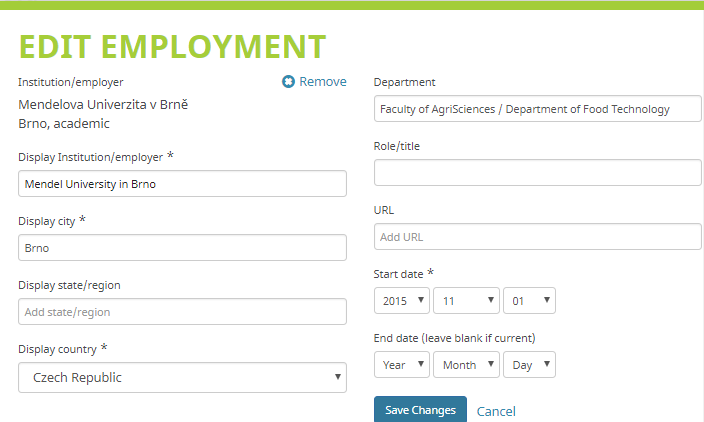 EDIT EMPLOYMENT
Institution/employer
Remove
Mendelova Univerzita v Brně
Brno, academic
Display Institution/employer *
Mendel University in Brno
Display city *
Brno
Display state/region
Add state/region
Display country *
Czech Republic
Department
Faculty of AgriSciences / Department of Food Technology
Role/title
URL
Add URL
Start date *
2015 11 01
End date (leave blank if current)
Year Month Day
Save Changes Cancel